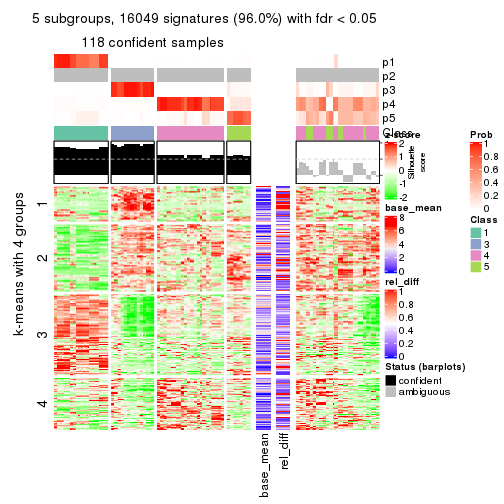 5 subgroups, 16049 signatures (96.0%) with fdr < 0.05
118 confident samples
p1
p2
p3
p4
p5
Class
1
2
3
4
k-means with 4 groups
base_mean
rel_diff
z-score
2
1
0
-1
-2
Silhouette
score
base_mean
8
6
4
2
0
rel_diff
1
0.8
0.6
0.4
0.2
0
Status (barplots)
confident
ambiguous
Prob
1
0.8
0.6
0.4
0.2
0
Class
1
3
4
5